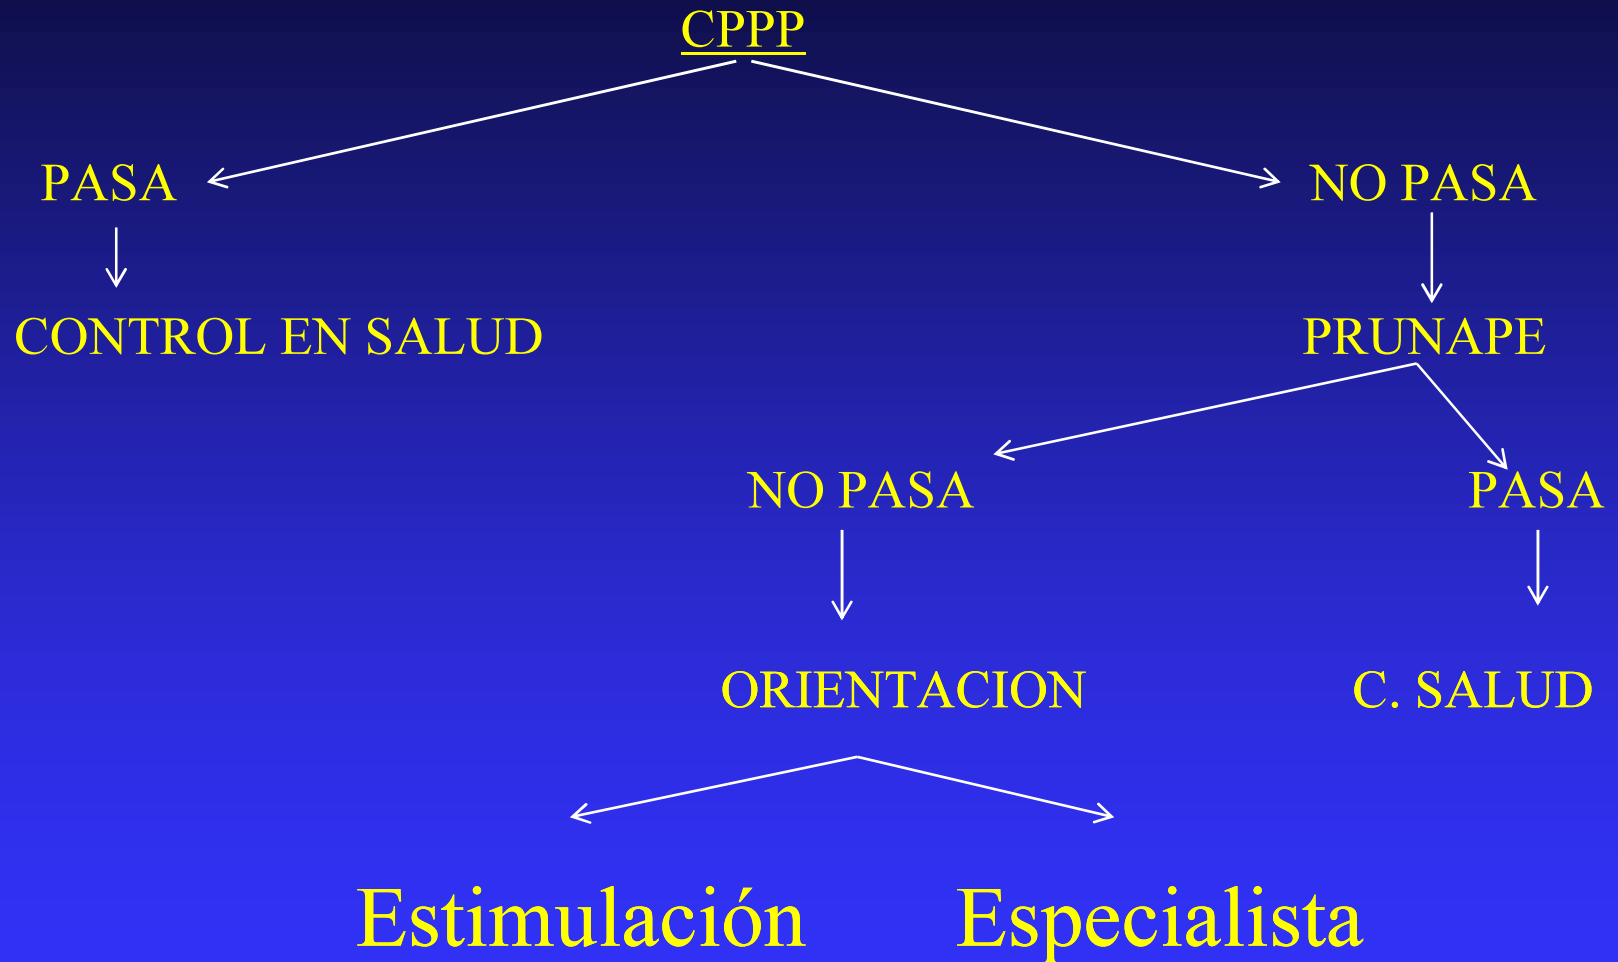 CPPP
PASA
NO PASA
CONTROL EN SALUD
PRUNAPE
NO PASA
PASA
ORIENTACION
C. SALUD
Estimulación
Especialista